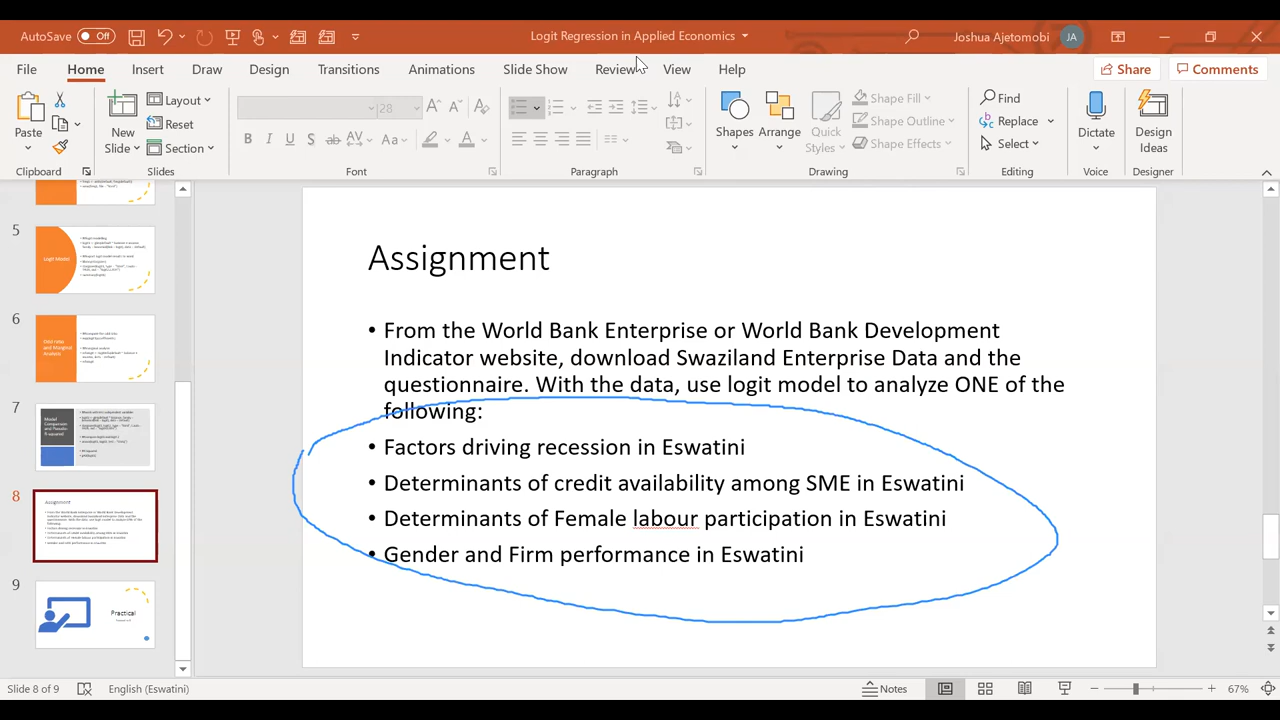 AutoSave Off
Logit Regression in Applied Economics
Joshua Ajetomobi JA
File Home Insert Draw Design Transitions Animations Slide Show Review View Help
Share Comments
Paste
New Slide
Layout
Reset
Section
28
Shapes
Arrange
Quick Styles
Shape Fill
Shape Outline
Shape Effects
Find
Replace
Select
Dictate
Design Ideas
Clipboard Slides Font Paragraph Drawing Editing Voice Designer
5
Logit Model
6
Odd ratio and Marginal Analysis
7
Model Comparison and Pseudo R-squared
8
Assignment
9
Practical
Assignment
• From the World Bank Enterprise or World Bank Development
Indicator website, download Swaziland Enterprise Data and the
questionnaire. With the data, use logit model to analyze ONE of the
following:
• Factors driving recession in Eswatini
• Determinants of credit availability among SME in Eswatini
• Determinants of Female labour participation in Eswatini
• Gender and Firm performance in Eswatini
Slide 8 of 9 English (Eswatini) Notes 67%